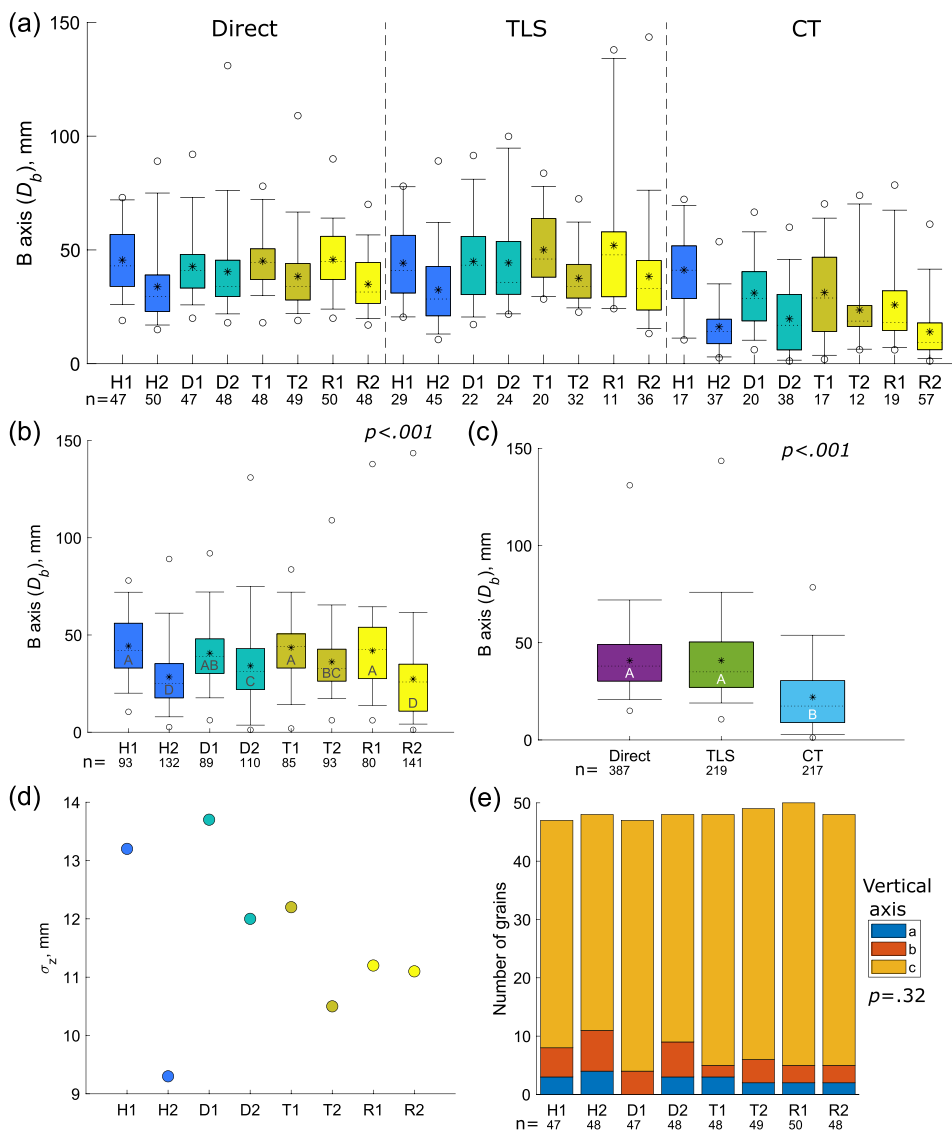 (a)
Direct TLS CT
150
100
50
0
B axis (D_b), mm
H1 H2 D1 D2 T1 T2 R1 R2 H1 H2 D1 D2 T1 T2 R1 R2 H1 H2 D1 D2 T1 T2 R1 R2
n= 47 50 47 48 48 49 50 48 29 45 22 24 20 32 11 36 17 37 20 38 17 12 19 57
(b)
p<.001
150
100
50
0
B axis (D_b), mm
A D AB C A BC A D
H1 H2 D1 D2 T1 T2 R1 R2
n= 93 132 89 110 85 93 80 141
(c)
p<.001
150
100
50
0
B axis (D_b), mm
A A B
Direct TLS CT
n= 387 219 217
(d)
14
13
12
11
10
9
σ_z, mm
H1 H2 D1 D2 T1 T2 R1 R2
(e)
50
40
30
20
10
0
Number of grains
H1 H2 D1 D2 T1 T2 R1 R2
n= 47 48 47 48 48 49 50 48
Vertical
axis
a
b
c
p=.32